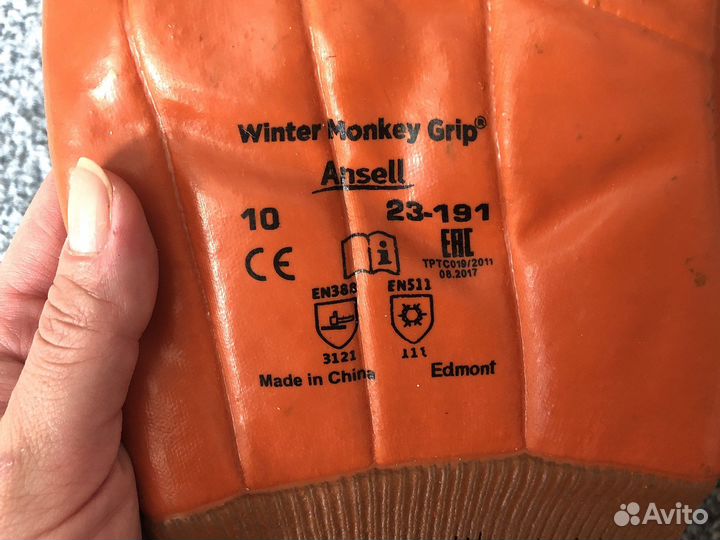 Winter Monkey Grip®
Ansell
10 23-191
CE EAC
TPTC019/2011
08.2017
EN388 EN511
3121 111
Made in China Edmont
Avito